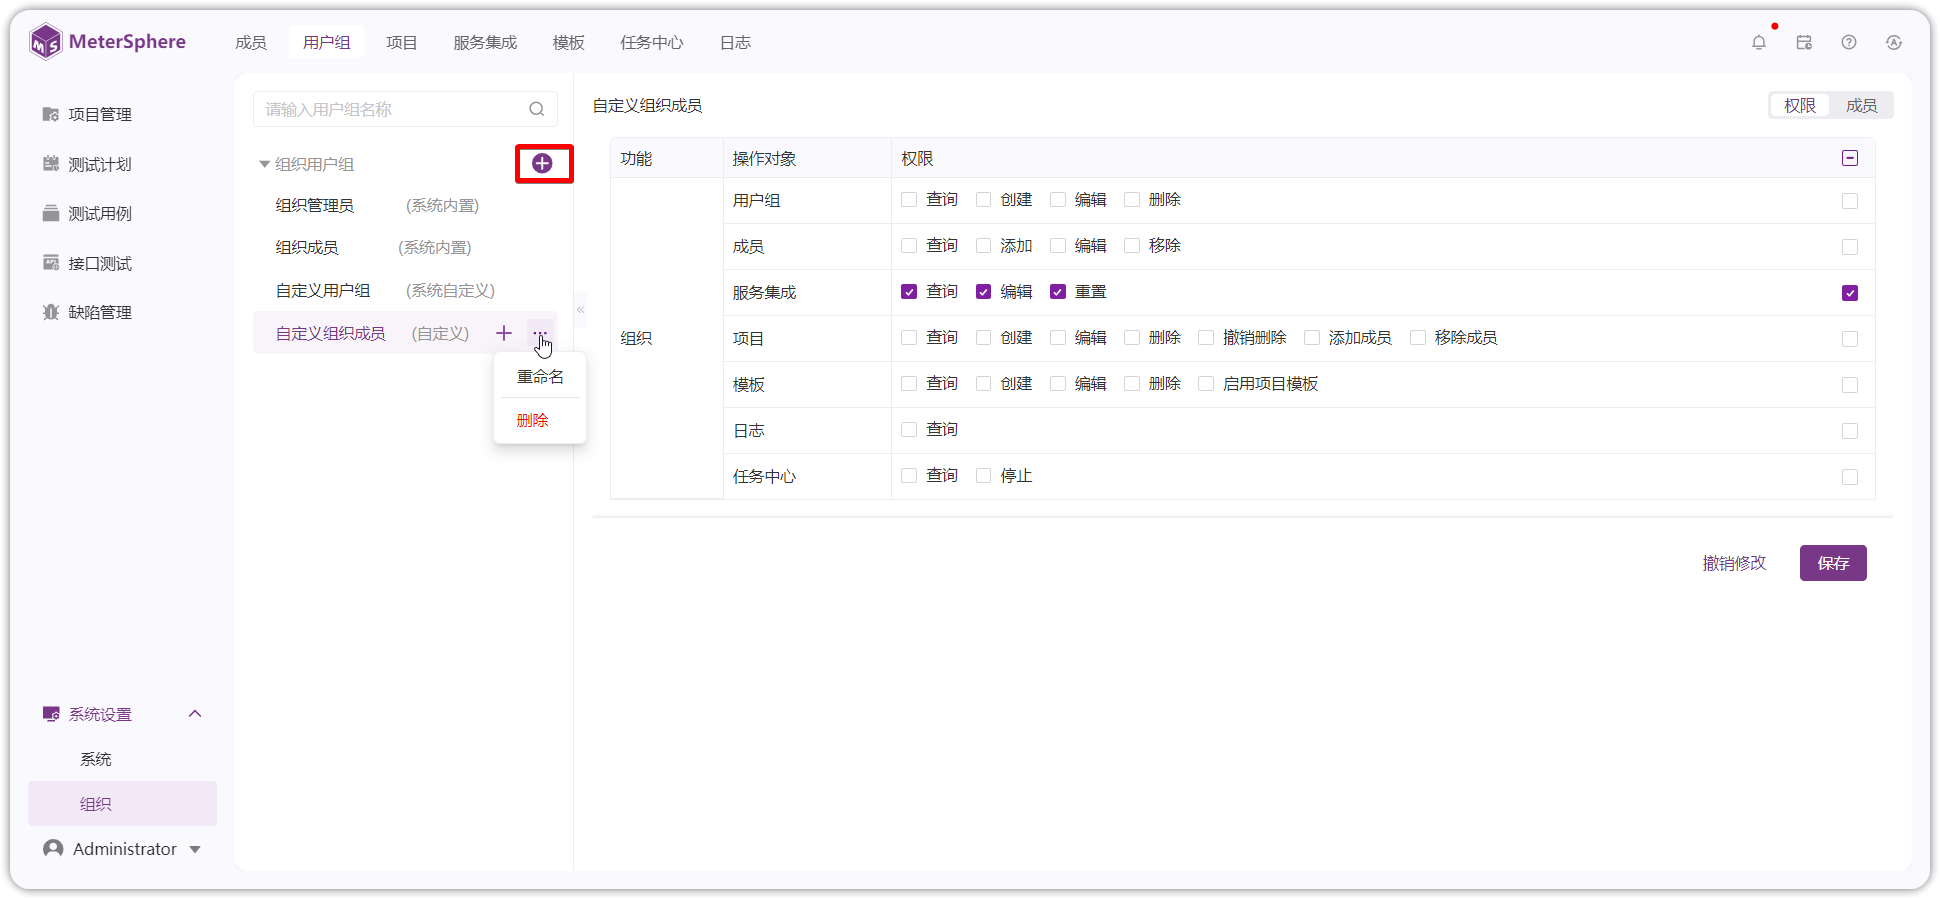 MeterSphere
成员 用户组 项目 服务集成 模板 任务中心 日志
项目管理
测试计划
测试用例
接口测试
缺陷管理
系统设置
系统
组织
Administrator
请输入用户组名称
组织用户组
组织管理员 (系统内置)
组织成员 (系统内置)
自定义用户组 (系统自定义)
自定义组织成员 (自定义)
重命名
删除
自定义组织成员 权限 成员
功能 操作对象 权限
组织
用户组 查询 创建 编辑 删除
成员 查询 添加 编辑 移除
服务集成 查询 编辑 重置
项目 查询 创建 编辑 删除 撤销删除 添加成员 移除成员
模板 查询 创建 编辑 删除 启用项目模板
日志 查询
任务中心 查询 停止
撤销修改 保存